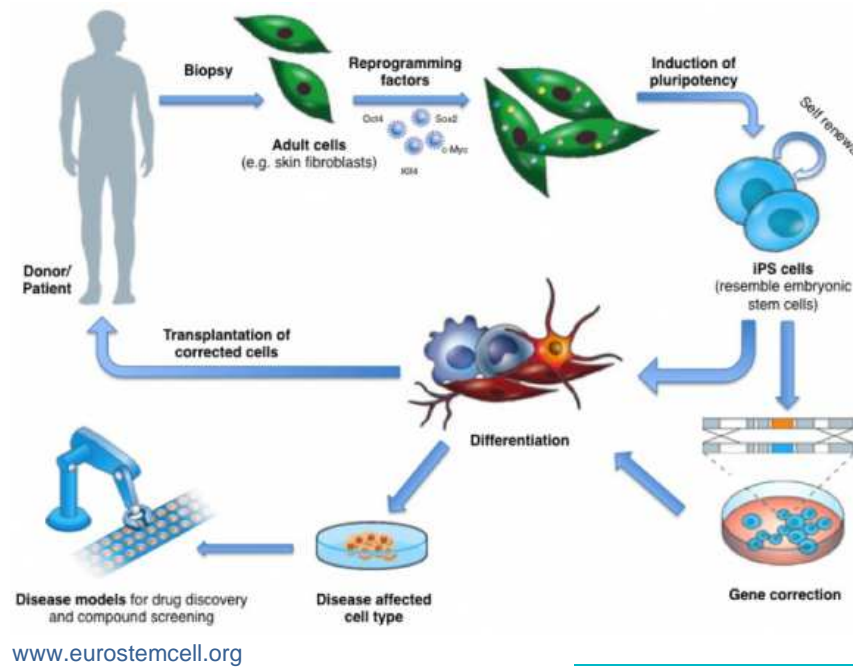 Biopsy
Reprogramming
factors
Induction of
pluripotency
Oct4
Sox2
c-Myc
Klf4
Adult cells
(e.g. skin fibroblasts)
Self renewal
Donor/
Patient
iPS cells
(resemble embryonic
stem cells)
Transplantation of
corrected cells
Differentiation
Gene correction
Disease models for drug discovery
and compound screening
Disease affected
cell type
www.eurostemcell.org